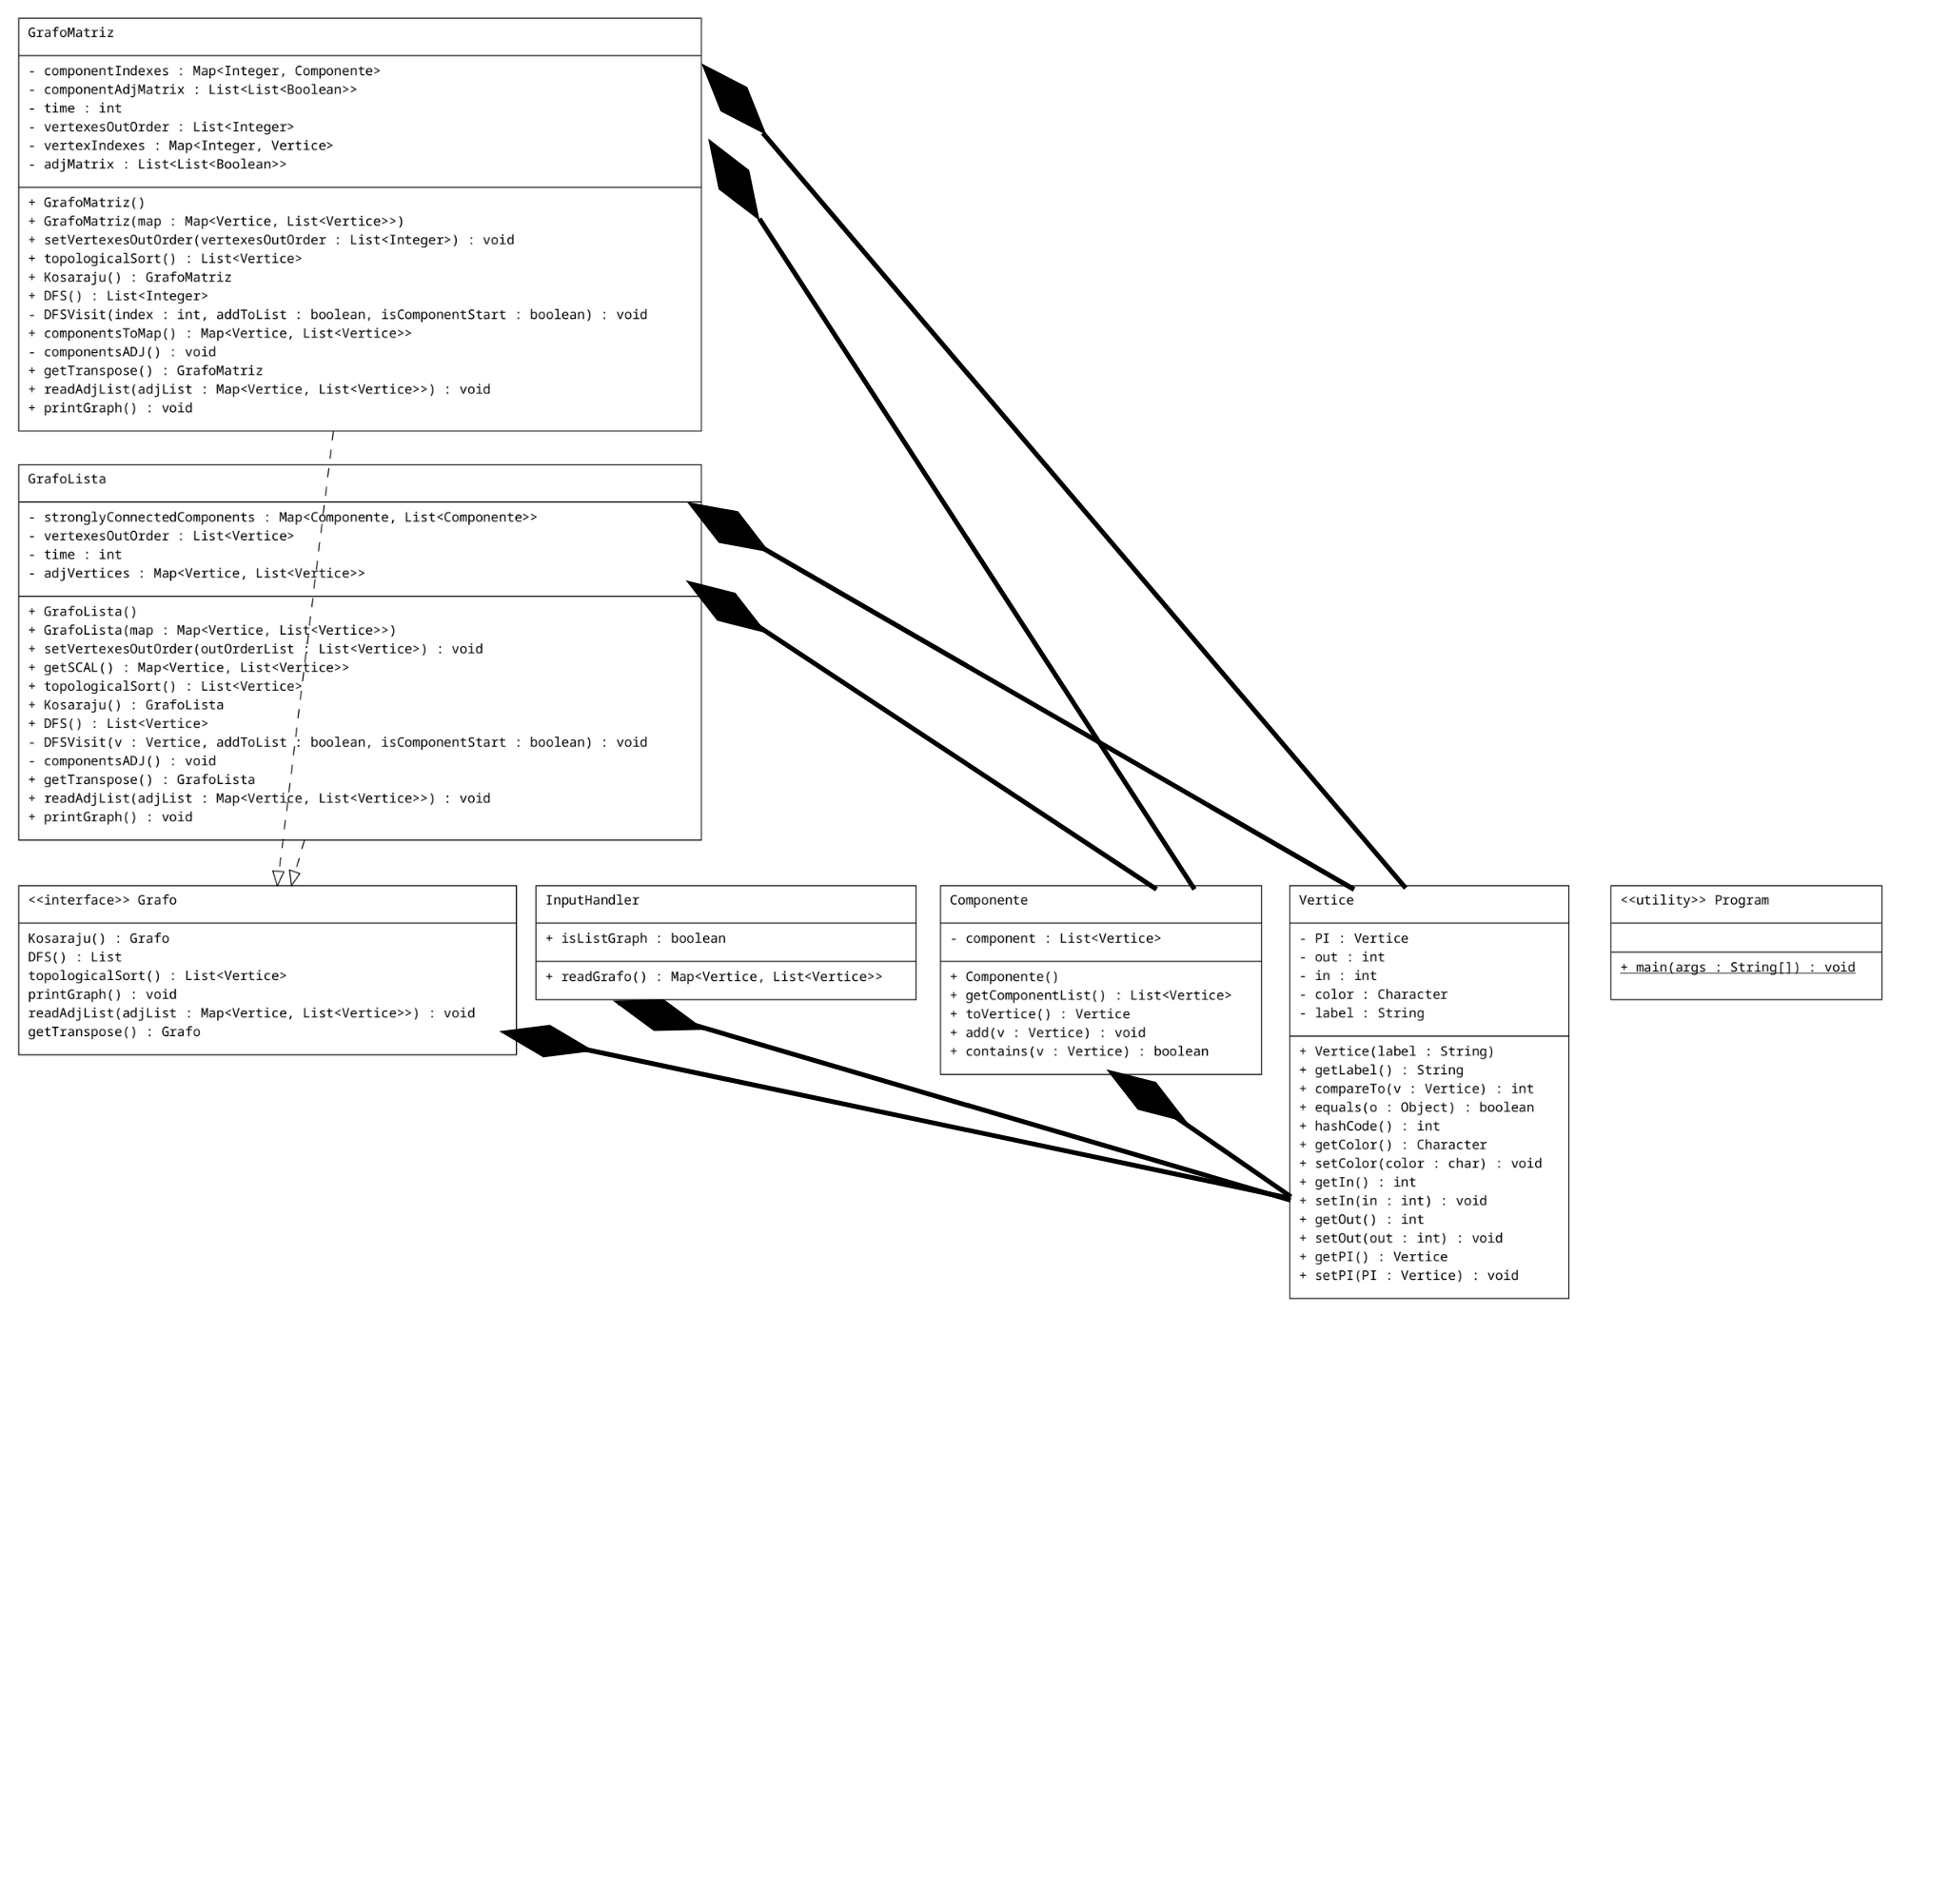 GrafoMatriz
- componentIndexes : Map<Integer, Componente>
- componentAdjMatrix : List<List<Boolean>>
- time : int
- vertexesOutOrder : List<Integer>
- vertexIndexes : Map<Integer, Vertice>
- adjMatrix : List<List<Boolean>>
+ GrafoMatriz()
+ GrafoMatriz(map : Map<Vertice, List<Vertice>>)
+ setVertexesOutOrder(vertexesOutOrder : List<Integer>) : void
+ topologicalSort() : List<Vertice>
+ Kosaraju() : GrafoMatriz
+ DFS() : List<Integer>
- DFSVisit(index : int, addToList : boolean, isComponentStart : boolean) : void
+ componentsToMap() : Map<Vertice, List<Vertice>>
- componentsADJ() : void
+ getTranspose() : GrafoMatriz
+ readAdjList(adjList : Map<Vertice, List<Vertice>>) : void
+ printGraph() : void
GrafoLista
- stronglyConnectedComponents : Map<Componente, List<Componente>>
- vertexesOutOrder : List<Vertice>
- time : int
- adjVertices : Map<Vertice, List<Vertice>>
+ GrafoLista()
+ GrafoLista(map : Map<Vertice, List<Vertice>>)
+ setVertexesOutOrder(outOrderList : List<Vertice>) : void
+ getSCAL() : Map<Vertice, List<Vertice>>
+ topologicalSort() : List<Vertice>
+ Kosaraju() : GrafoLista
+ DFS() : List<Vertice>
- DFSVisit(v : Vertice, addToList : boolean, isComponentStart : boolean) : void
- componentsADJ() : void
+ getTranspose() : GrafoLista
+ readAdjList(adjList : Map<Vertice, List<Vertice>>) : void
+ printGraph() : void
<<interface>> Grafo
Kosaraju() : Grafo
DFS() : List
topologicalSort() : List<Vertice>
printGraph() : void
readAdjList(adjList : Map<Vertice, List<Vertice>>) : void
getTranspose() : Grafo
InputHandler
+ isListGraph : boolean
+ readGrafo() : Map<Vertice, List<Vertice>>
Componente
- component : List<Vertice>
+ Componente()
+ getComponentList() : List<Vertice>
+ toVertice() : Vertice
+ add(v : Vertice) : void
+ contains(v : Vertice) : boolean
Vertice
- PI : Vertice
- out : int
- in : int
- color : Character
- label : String
+ Vertice(label : String)
+ getLabel() : String
+ compareTo(v : Vertice) : int
+ equals(o : Object) : boolean
+ hashCode() : int
+ getColor() : Character
+ setColor(color : char) : void
+ getIn() : int
+ setIn(in : int) : void
+ getOut() : int
+ setOut(out : int) : void
+ getPI() : Vertice
+ setPI(PI : Vertice) : void
<<utility>> Program
+ main(args : String[]) : void